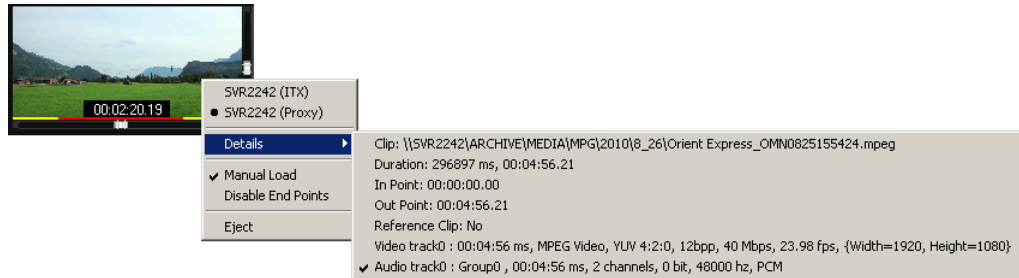 00:02:20.19
SVR2242 (ITX)
SVR2242 (Proxy)
Details
Manual Load
Disable End Points
Eject
Clip: \\SVR2242\ARCHIVE\MEDIA\MPG\2010\8_26\Orient Express_OMN0825155424.mpeg
Duration: 296897 ms, 00:04:56.21
In Point: 00:00:00.00
Out Point: 00:04:56.21
Reference Clip: No
Video track0 : 00:04:56 ms, MPEG Video, YUV 4:2:0, 12bpp, 40 Mbps, 23.98 fps, {Width=1920, Height=1080}
Audio track0 : Group0 , 00:04:56 ms, 2 channels, 0 bit, 48000 hz, PCM